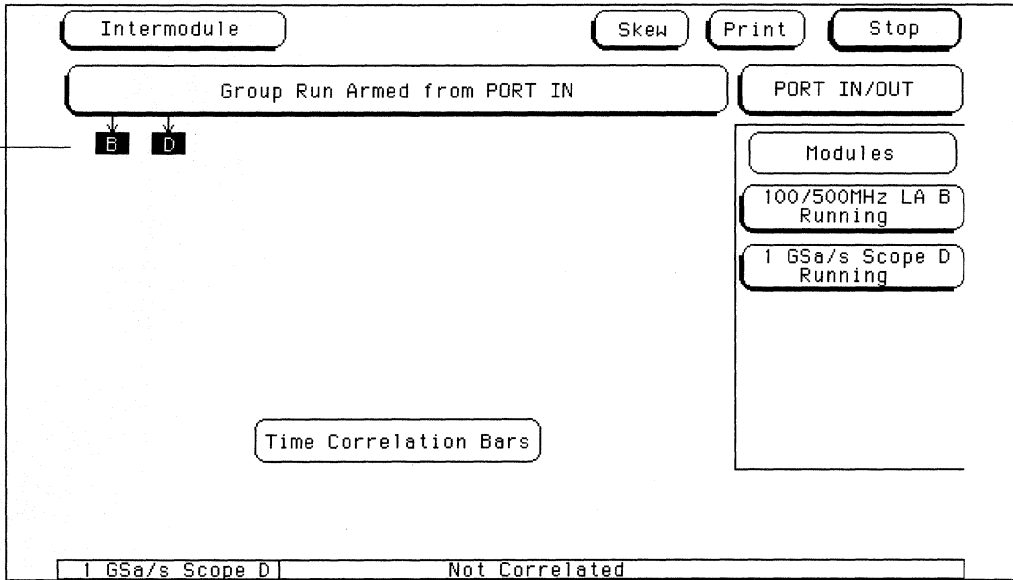 Intermodule
Skew
Print
Stop
Group Run Armed from PORT IN
PORT IN/OUT
B
D
Modules
100/500MHz LA B
Running
1 GSa/s Scope D
Running
Time Correlation Bars
1 GSa/s Scope D
Not Correlated